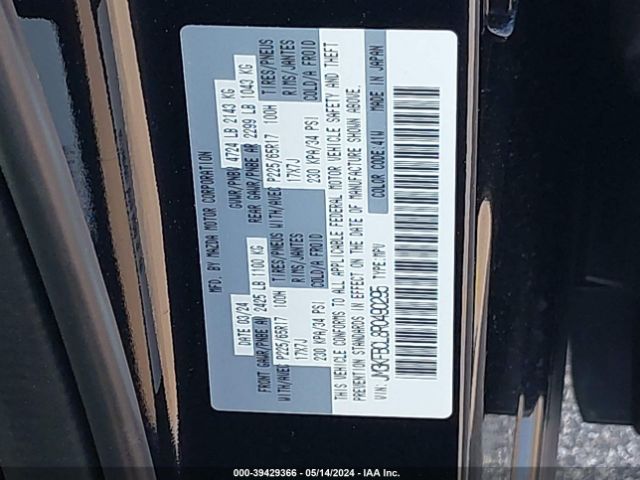 MFD. BY MAZDA MOTOR CORPORATION
DATE 03/24 GVWR/PNBV 4724 LB 2143 KG
FRONT GAWR/PNBE AV 2425 LB 1100 KG REAR GAWR/PNBE AR 2299 LB 1043 KG
WITH/AVEC P225/65R17 100H TIRES/PNEUS WITH/AVEC P225/65R17 100H TIRES/PNEUS
17X7J RIMS/JANTES 17X7J RIMS/JANTES
230 KPA/34 PSI COLD/A FROID 230 KPA/34 PSI COLD/A FROID
THIS VEHICLE CONFORMS TO ALL APPLICABLE FEDERAL MOTOR VEHICLE SAFETY AND THEFT
PREVENTION STANDARDS IN EFFECT ON THE DATE OF MANUFACTURE SHOWN ABOVE.
VIN: JM3KFBCL8R0490295 TYPE: MPV COLOR CODE: 41W MADE IN JAPAN
000-39429366 - 05/14/2024 - IAA Inc.